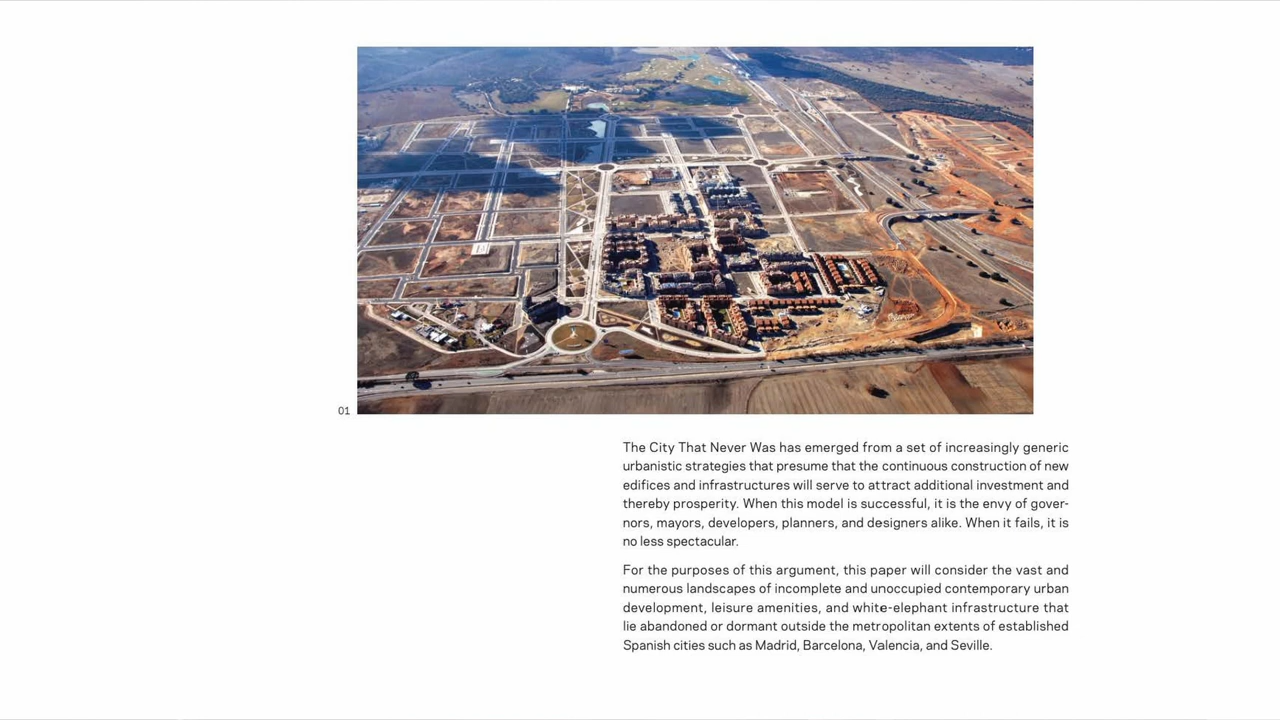 01
The City That Never Was has emerged from a set of increasingly generic
urbanistic strategies that presume that the continuous construction of new
edifices and infrastructures will serve to attract additional investment and
thereby prosperity. When this model is successful, it is the envy of gover-
nors, mayors, developers, planners, and designers alike. When it fails, it is
no less spectacular.
For the purposes of this argument, this paper will consider the vast and
numerous landscapes of incomplete and unoccupied contemporary urban
development, leisure amenities, and white-elephant infrastructure that
lie abandoned or dormant outside the metropolitan extents of established
Spanish cities such as Madrid, Barcelona, Valencia, and Seville.